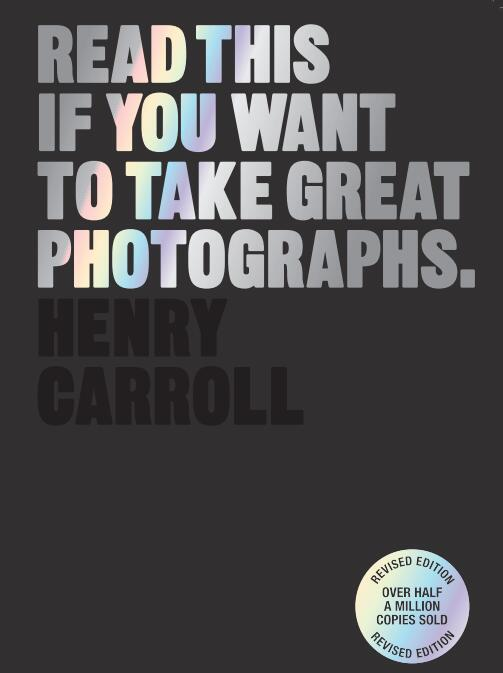 READ THIS
IF YOU WANT
TO TAKE GREAT
PHOTOGRAPHS.
HENRY
CARROLL
REVISED EDITION
OVER HALF
A MILLION
COPIES SOLD
REVISED EDITION